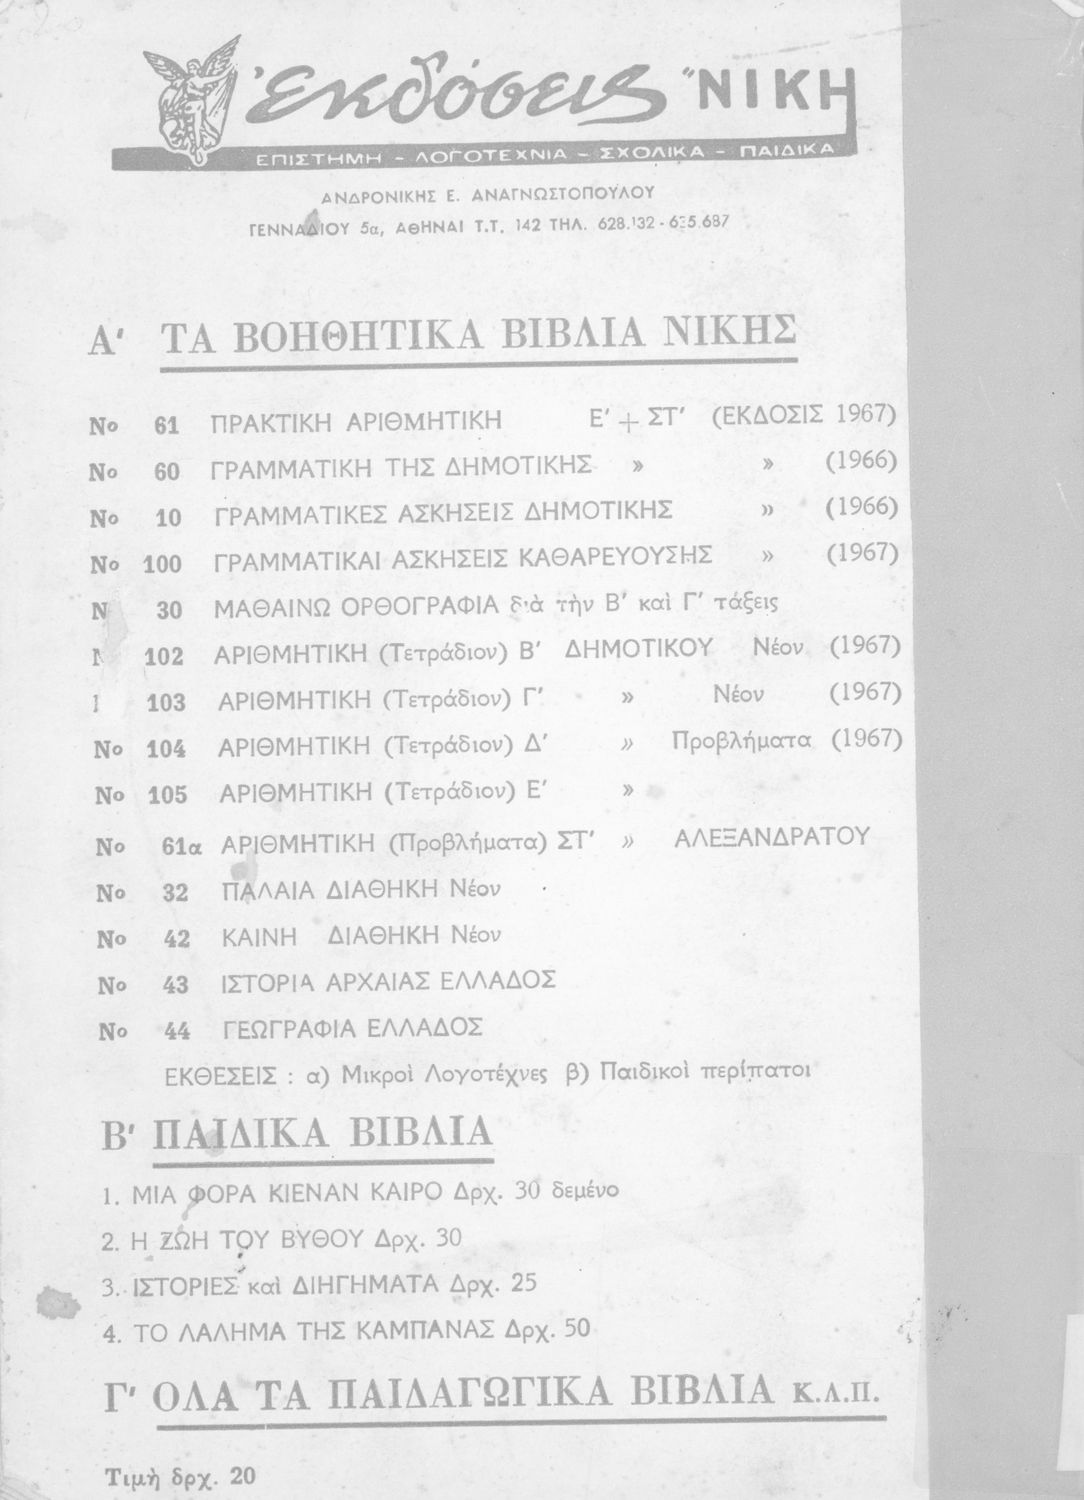 Ἐκδόσεις "ΝΙΚΗ
ΕΠΙΣΤΗΜΗ - ΛΟΓΟΤΕΧΝΙΑ - ΣΧΟΛΙΚΑ - ΠΑΙΔΙΚΑ
ΑΝΔΡΟΝΙΚΗΣ Ε. ΑΝΑΓΝΩΣΤΟΠΟΥΛΟΥ
ΓΕΝΝΑΔΙΟΥ 5α, ΑΘΗΝΑΙ Τ.Τ. 142 ΤΗΛ. 628.132 -
Α' ΤΑ ΒΟΗΘΗΤΙΚΑ ΒΙΒΛΙΑ ΝΙΚΗΣ
Νο 61 ΠΡΑΚΤΙΚΗ ΑΡΙΘΜΗΤΙΚΗ Ε' + ΣΤ' (ΕΚΔΟΣΙΣ 1967)
Νο 60 ΓΡΑΜΜΑΤΙΚΗ ΤΗΣ ΔΗΜΟΤΙΚΗΣ » » (1966)
Νο 10 ΓΡΑΜΜΑΤΙΚΕΣ ΑΣΚΗΣΕΙΣ ΔΗΜΟΤΙΚΗΣ » (1966)
Νο 100 ΓΡΑΜΜΑΤΙΚΑΙ ΑΣΚΗΣΕΙΣ ΚΑΘΑΡΕΥΟΥΣΗΣ » (1967)
Ν 30 ΜΑΘΑΙΝΩ ΟΡΘΟΓΡΑΦΙΑ διὰ τὴν Β' καὶ Γ' τάξεις
102 ΑΡΙΘΜΗΤΙΚΗ (Τετράδιον) Β' ΔΗΜΟΤΙΚΟΥ Νέον (1967)
103 ΑΡΙΘΜΗΤΙΚΗ (Τετράδιον) Γ' » Νέον (1967)
Νο 104 ΑΡΙΘΜΗΤΙΚΗ (Τετράδιον) Δ' » Προβλήματα (1967)
Νο 105 ΑΡΙΘΜΗΤΙΚΗ (Τετράδιον) Ε' »
Νο 61α ΑΡΙΘΜΗΤΙΚΗ (Προβλήματα) ΣΤ' » ΑΛΕΞΑΝΔΡΑΤΟΥ
Νο 32 ΠΑΛΑΙΑ ΔΙΑΘΗΚΗ Νέον
Νο 42 ΚΑΙΝΗ ΔΙΑΘΗΚΗ Νέον
Νο 43 ΙΣΤΟΡΙΑ ΑΡΧΑΙΑΣ ΕΛΛΑΔΟΣ
Νο 44 ΓΕΩΓΡΑΦΙΑ ΕΛΛΑΔΟΣ
ΕΚΘΕΣΕΙΣ : α) Μικροὶ Λογοτέχνες β) Παιδικοὶ περίπατοι
Β' ΠΑΙΔΙΚΑ ΒΙΒΛΙΑ
1. ΜΙΑ ΦΟΡΑ ΚΙΕΝΑΝ ΚΑΙΡΟ Δρχ. 30 δεμένο
2. Η ΖΩΗ ΤΟΥ ΒΥΘΟΥ Δρχ. 30
3. ΙΣΤΟΡΙΕΣ καὶ ΔΙΗΓΗΜΑΤΑ Δρχ. 25
4. ΤΟ ΛΑΛΗΜΑ ΤΗΣ ΚΑΜΠΑΝΑΣ Δρχ. 50
Γ' ΟΛΑ ΤΑ ΠΑΙΔΑΓΩΓΙΚΑ ΒΙΒΛΙΑ Κ.Λ.Π.
Τιμὴ δρχ. 20